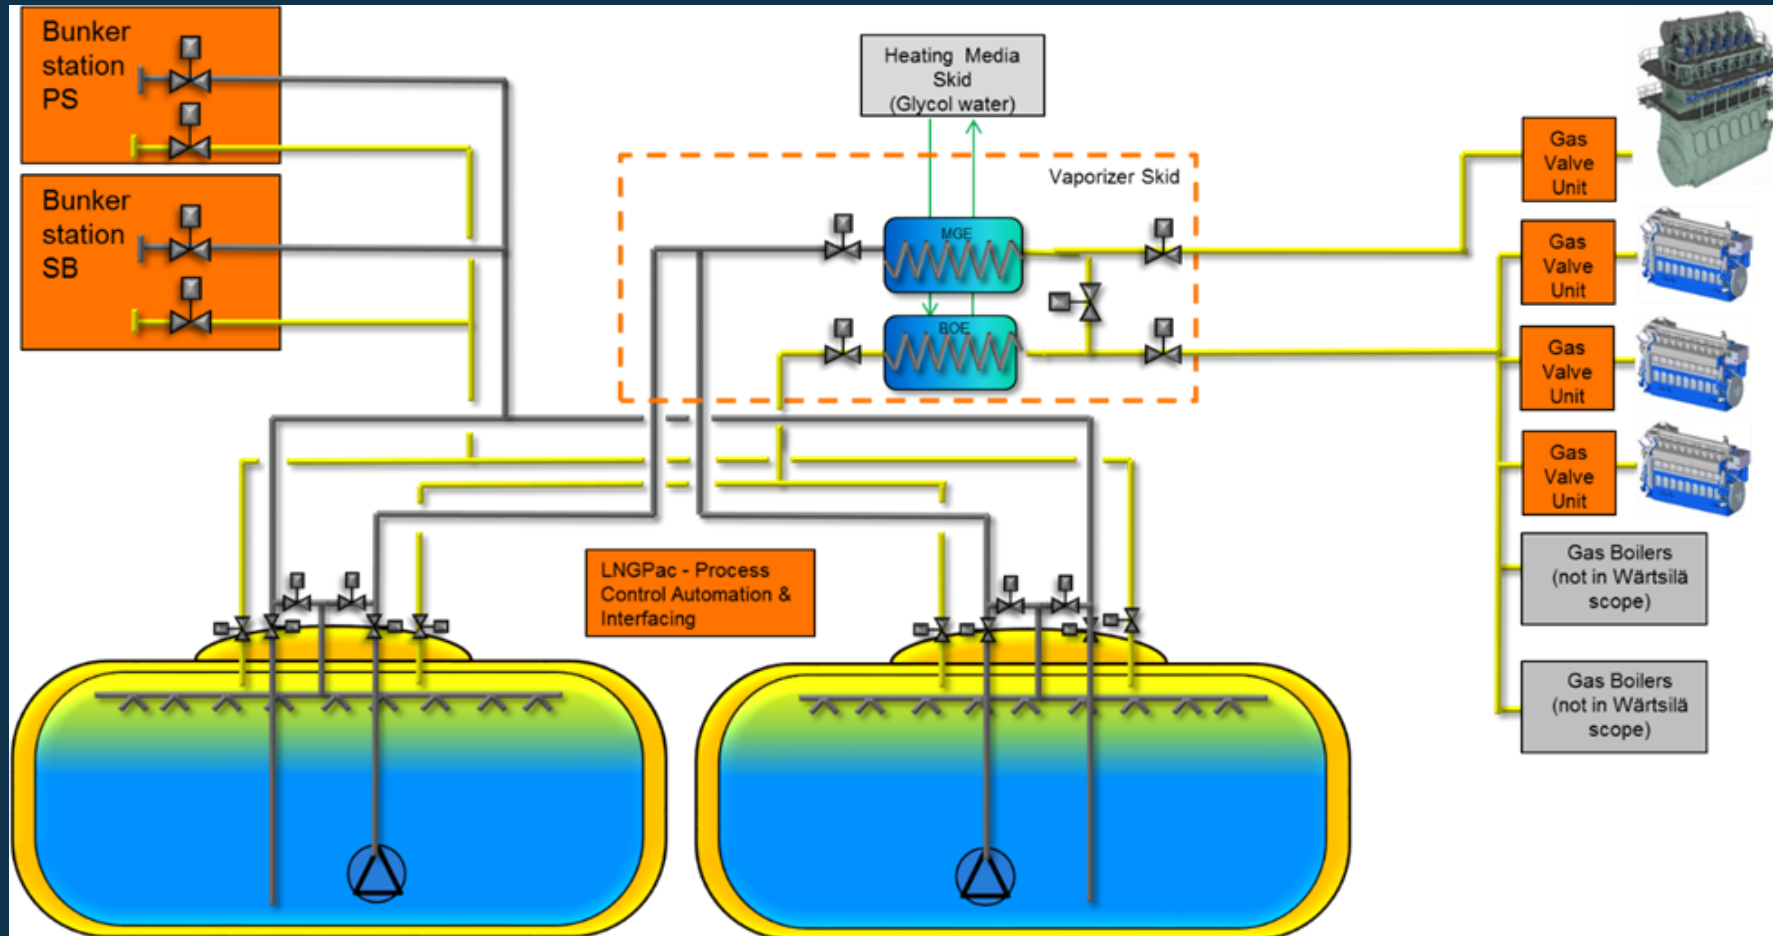 Bunker
station
PS
Bunker
station
SB
Heating Media
Skid
(Glycol water)
Vaporizer Skid
MGE
BOE
Gas
Valve
Unit
Gas
Valve
Unit
Gas
Valve
Unit
Gas
Valve
Unit
Gas Boilers
(not in Wärtsilä
scope)
Gas Boilers
(not in Wärtsilä
scope)
LNGPac - Process
Control Automation &
Interfacing